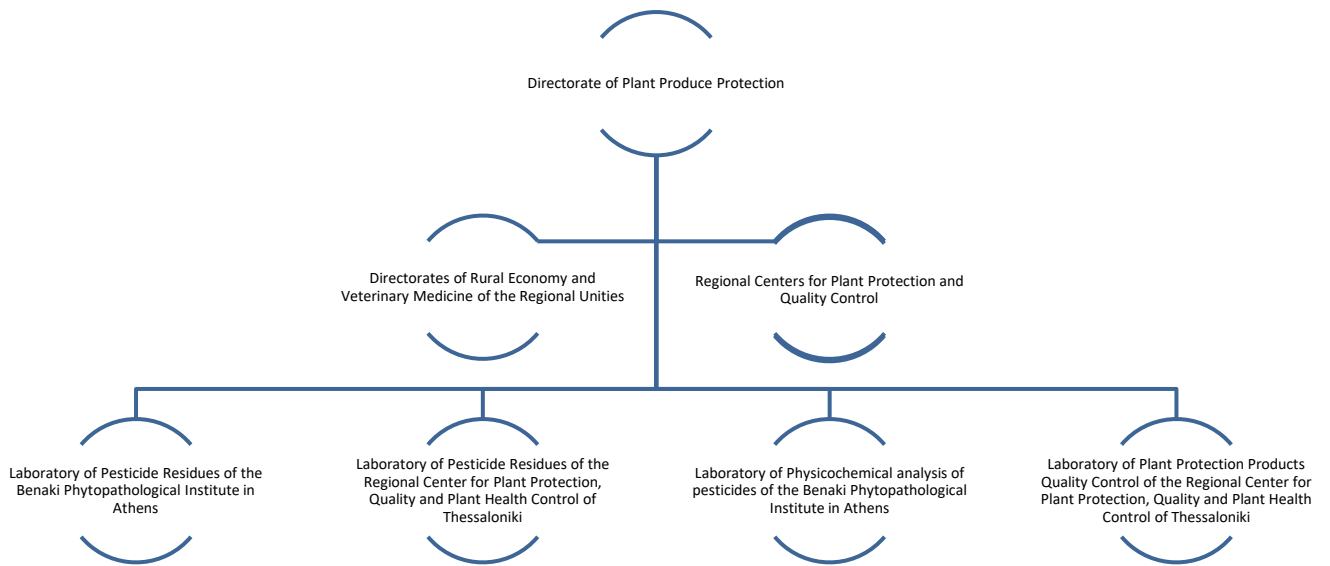 Directorate of Plant Produce Protection
Directorates of Rural Economy and
Veterinary Medicine of the Regional Unities
Regional Centers for Plant Protection and
Quality Control
Laboratory of Pesticide Residues of the
Benaki Phytopathological Institute in
Athens
Laboratory of Pesticide Residues of the
Regional Center for Plant Protection,
Quality and Plant Health Control of
Thessaloniki
Laboratory of Physicochemical analysis of
pesticides of the Benaki Phytopathological
Institute in Athens
Laboratory of Plant Protection Products
Quality Control of the Regional Center for
Plant Protection, Quality and Plant Health
Control of Thessaloniki